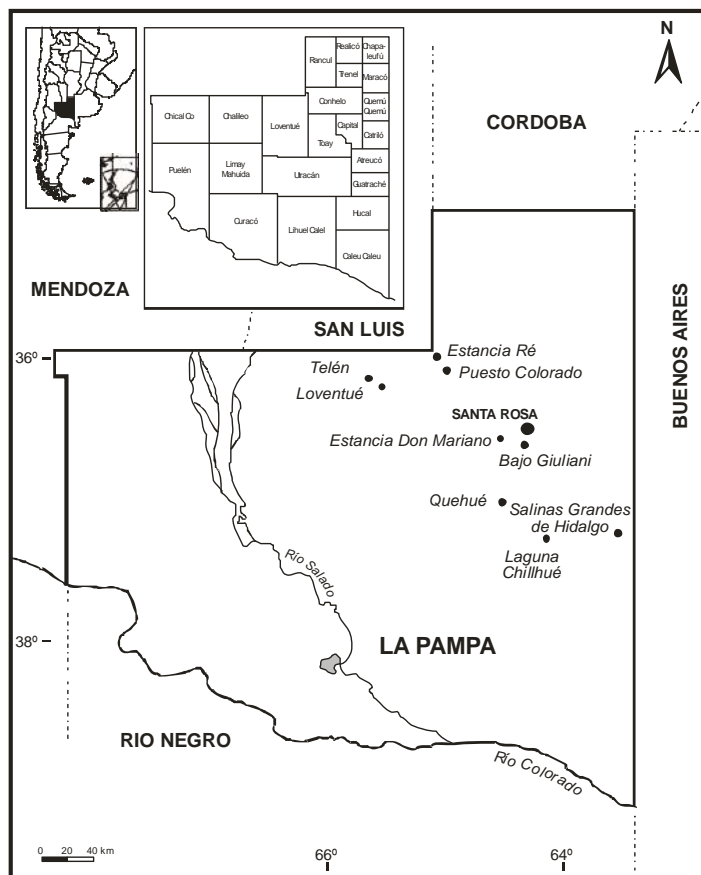 N
Realicó
Chapa-
leufú
Rancul
Trenel
Maracó
Conhelo
Quemú
Quemú
Chical Co
Chalileo
Loventué
Capital
Catriló
Toay
Puelén
Limay
Mahuida
Utracán
Atreucó
Guatraché
Curacó
Lihuel Calel
Hucal
Caleu Caleu
CORDOBA
MENDOZA
SAN LUIS
BUENOS AIRES
36º
Estancia Ré
Puesto Colorado
Telén
Loventué
SANTA ROSA
Estancia Don Mariano
Bajo Giuliani
Quehué
Salinas Grandes
de Hidalgo
Laguna
Chillhué
Río Salado
38º
LA PAMPA
RIO NEGRO
Río Colorado
0 20 40 km
66º
64º